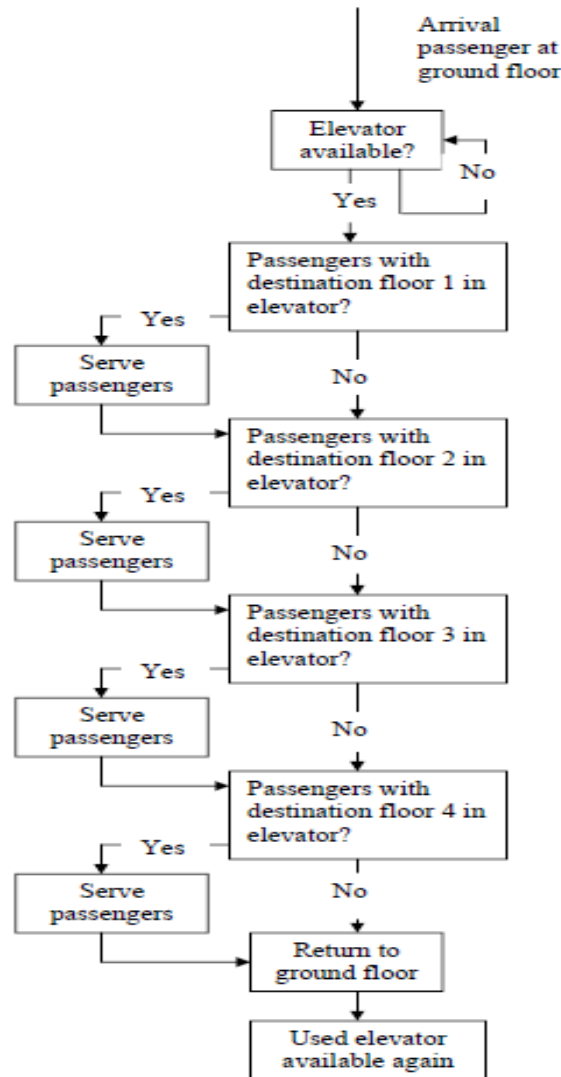 Arrival
passenger at
ground floor
Elevator
available?
No
Yes
Passengers with
destination floor 1 in
elevator?
Yes
Serve
passengers
No
Passengers with
destination floor 2 in
elevator?
Yes
Serve
passengers
No
Passengers with
destination floor 3 in
elevator?
Yes
Serve
passengers
No
Passengers with
destination floor 4 in
elevator?
Yes
Serve
passengers
No
Return to
ground floor
Used elevator
available again